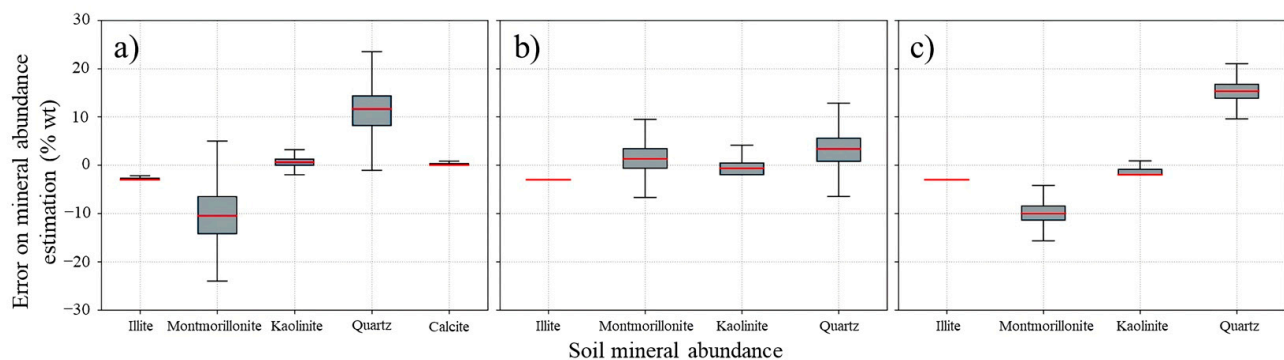 Error on mineral abundance
estimation (% wt)
30
20
10
0
−10
−20
−30
a)
b)
c)
Illite Montmorillonite Kaolinite Quartz Calcite
Illite Montmorillonite Kaolinite Quartz
Illite Montmorillonite Kaolinite Quartz
Soil mineral abundance